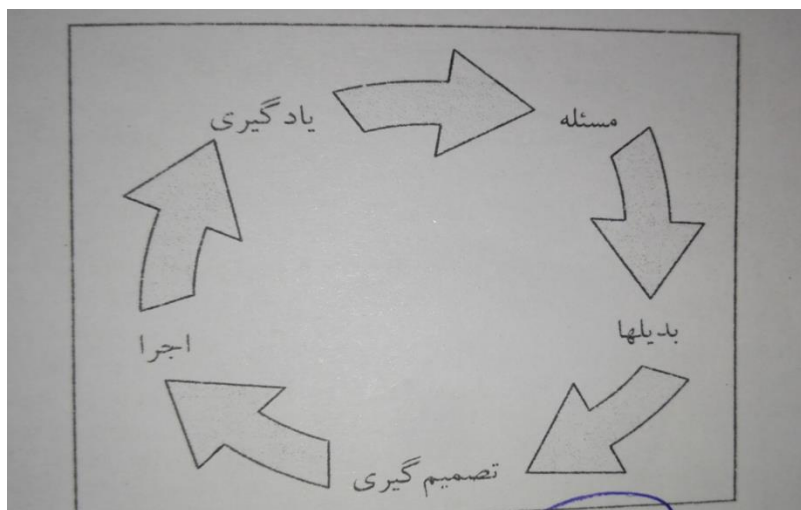 مسئله
بدیلها
تصمیم گیری
اجرا
یاد گیری